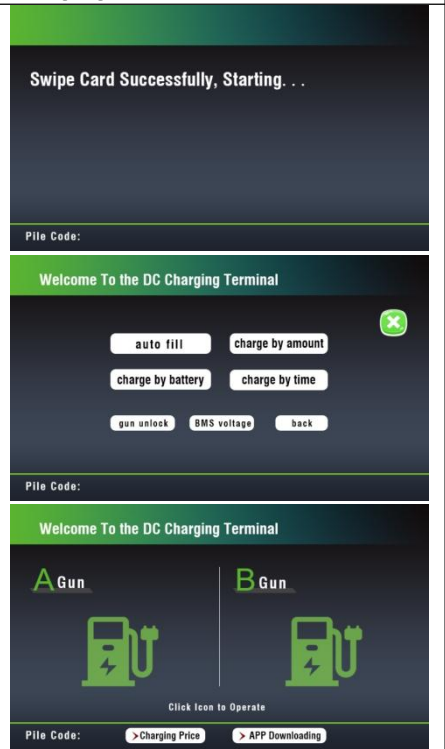 Swipe Card Successfully, Starting. . .
Pile Code:
Welcome To the DC Charging Terminal
auto fill charge by amount
charge by battery charge by time
gun unlock BMS voltage back
Pile Code:
Welcome To the DC Charging Terminal
A Gun B Gun
Click Icon to Operate
Pile Code: >Charging Price > APP Downloading